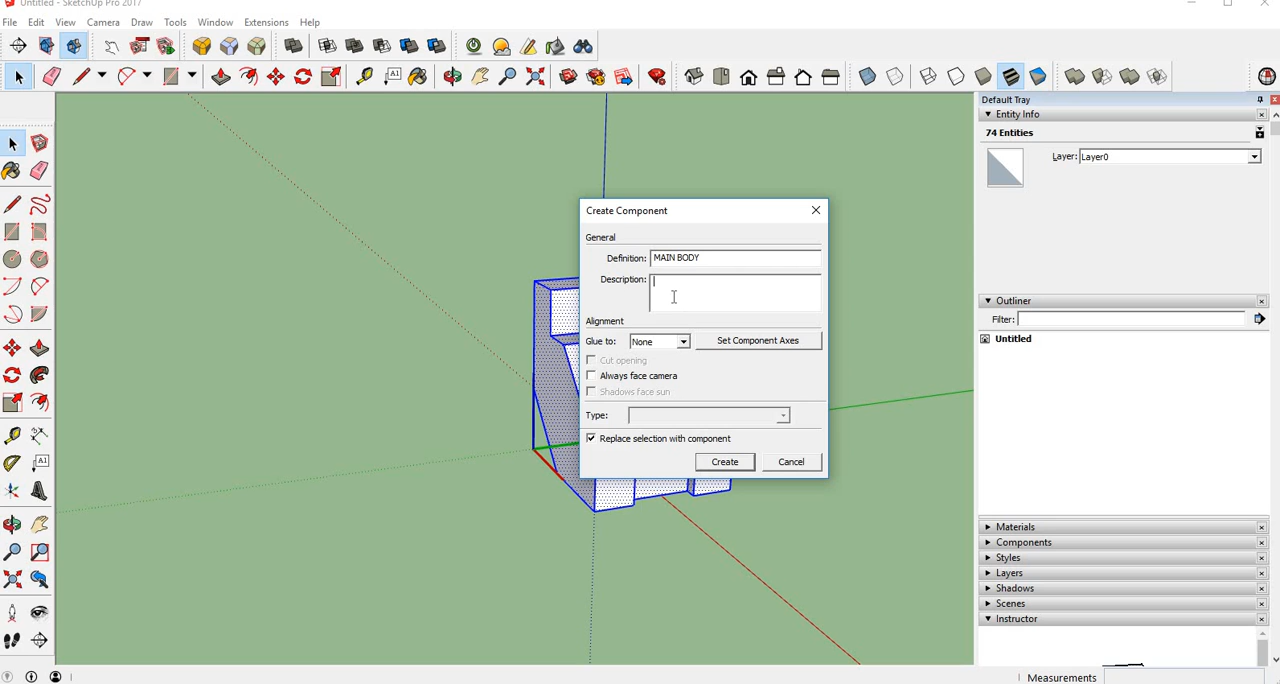 Untitled - SketchUp Pro 2017
File Edit View Camera Draw Tools Window Extensions Help
A1
Default Tray
Entity Info
74 Entities
Layer: Layer0
Create Component
General
Definition: MAIN BODY
Description:
Alignment
Glue to: None Set Component Axes
Cut opening
Always face camera
Shadows face sun
Type:
Replace selection with component
Create Cancel
Outliner
Filter:
Untitled
A1
Materials
Components
Styles
Layers
Shadows
Scenes
Instructor
Measurements